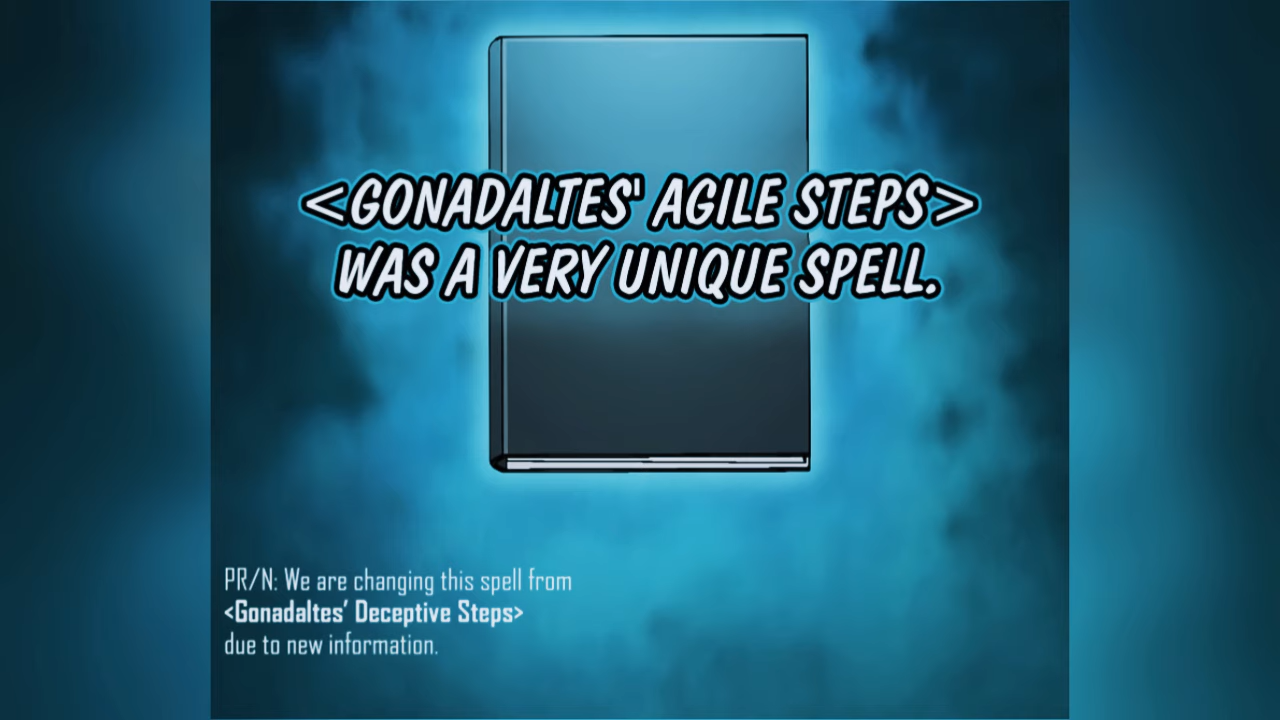 <GONADALTES' AGILE STEPS>
WAS A VERY UNIQUE SPELL.
PR/N: We are changing this spell from
<Gonadaltes’ Deceptive Steps>
due to new information.